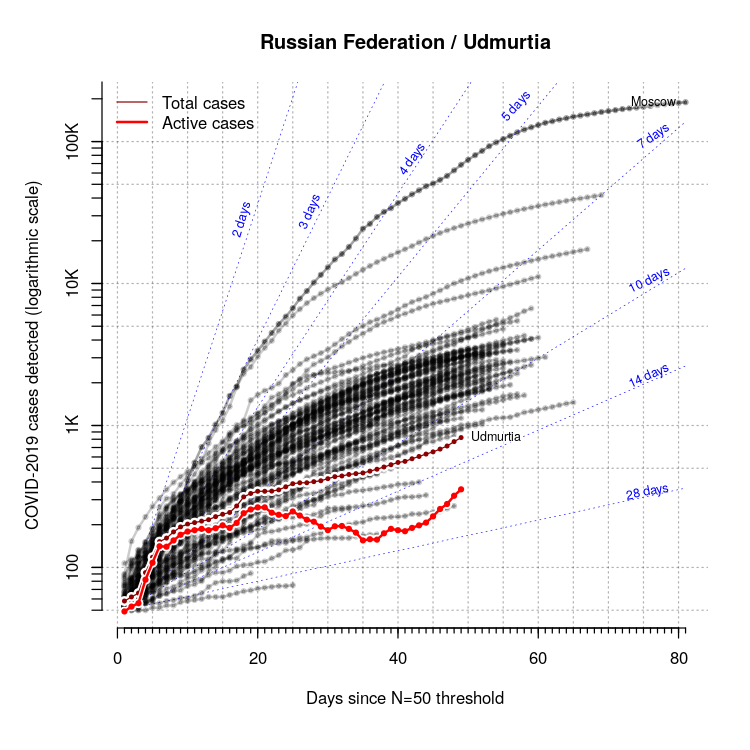 Russian Federation / Udmurtia
Total cases
Active cases
Moscow
2 days
3 days
4 days
5 days
7 days
10 days
14 days
28 days
Udmurtia
100K
10K
1K
100
COVID-2019 cases detected (logarithmic scale)
0 20 40 60 80
Days since N=50 threshold